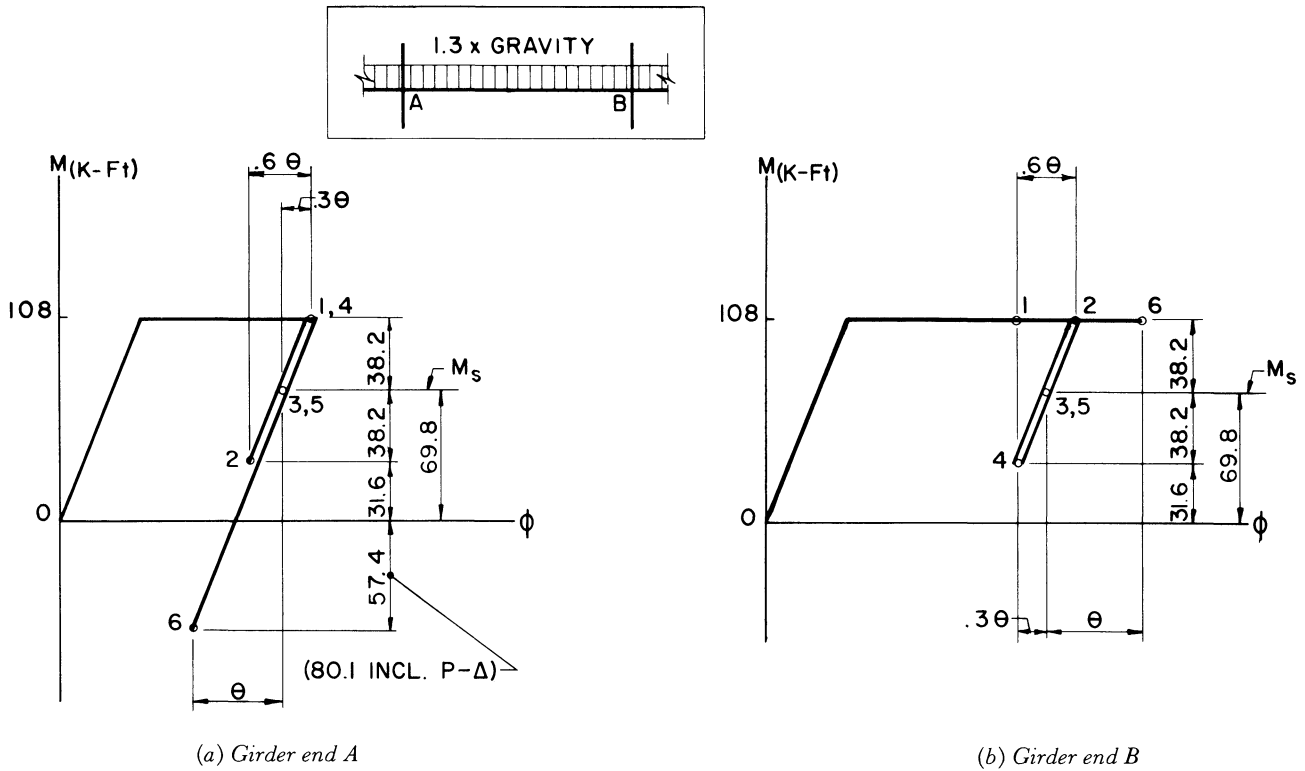 1.3 x GRAVITY
A
B
M(K-Ft)
.6 θ
.3θ
108
1,4
38.2
Ms
3,5
38.2
69.8
2
31.6
0
ϕ
57.4
6
(80.1 INCL. P-Δ)
θ
(a) Girder end A
M(K-Ft)
.6θ
108
1
2
6
38.2
Ms
3,5
38.2
69.8
4
31.6
0
ϕ
.3θ
θ
(b) Girder end B